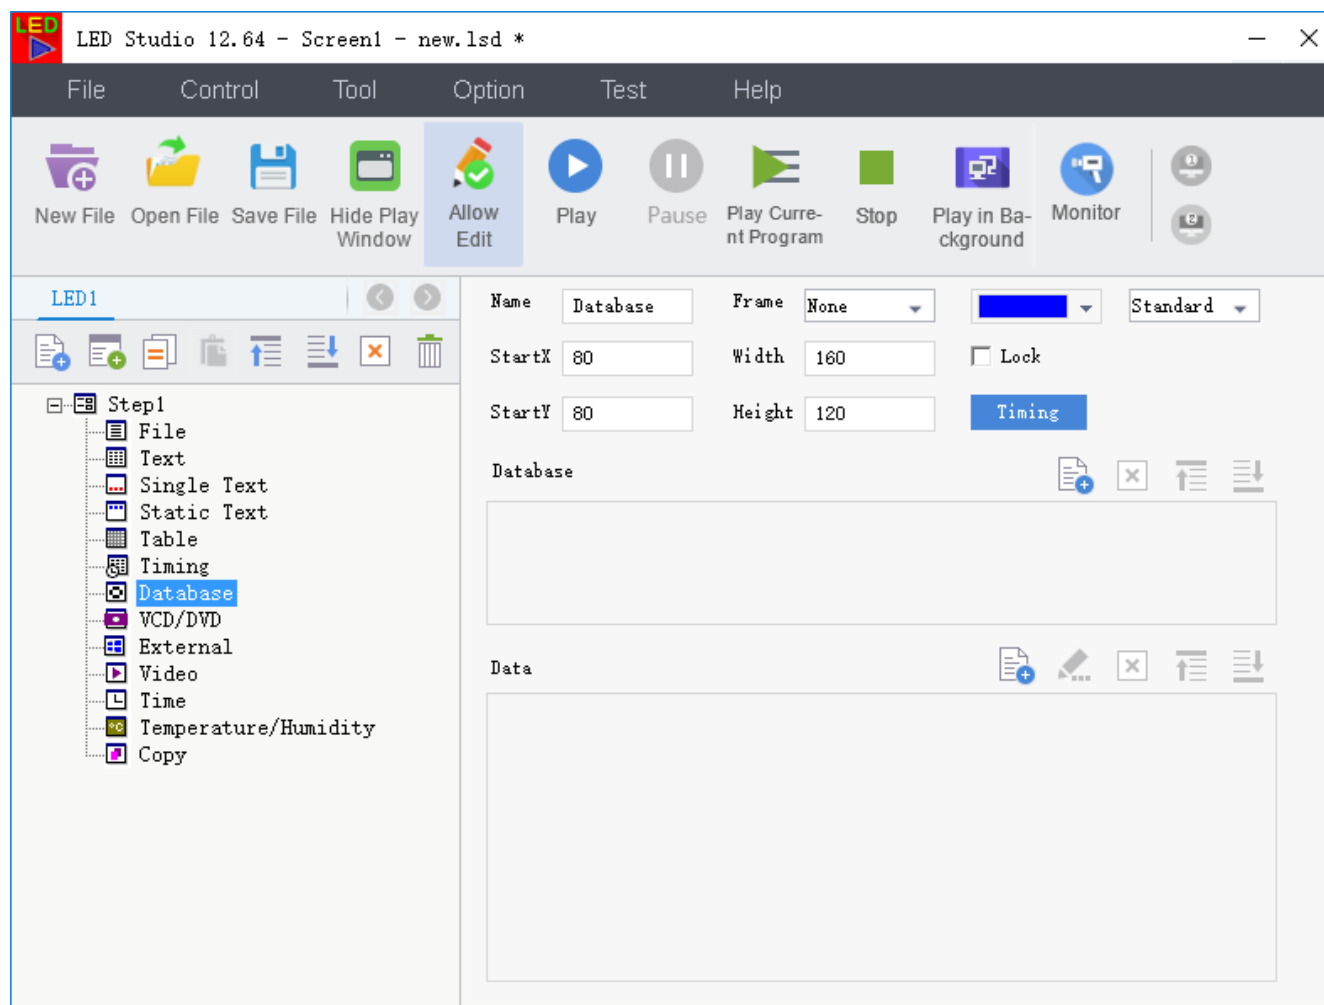 LED
LED Studio 12.64 - Screen1 - new.lsd *
File Control Tool Option Test Help
New File Open File Save File Hide Play Window Allow Edit Play Pause Play Curre-nt Program Stop Play in Ba-ckground Monitor
1
2
LED1
Step1
File
Text
Single Text
Static Text
Table
Timing
Database
VCD/DVD
External
Video
Time
°C
Temperature/Humidity
Copy
Name Database Frame None Standard
StartX 80 Width 160 Lock
StartY 80 Height 120 Timing
Database
Data